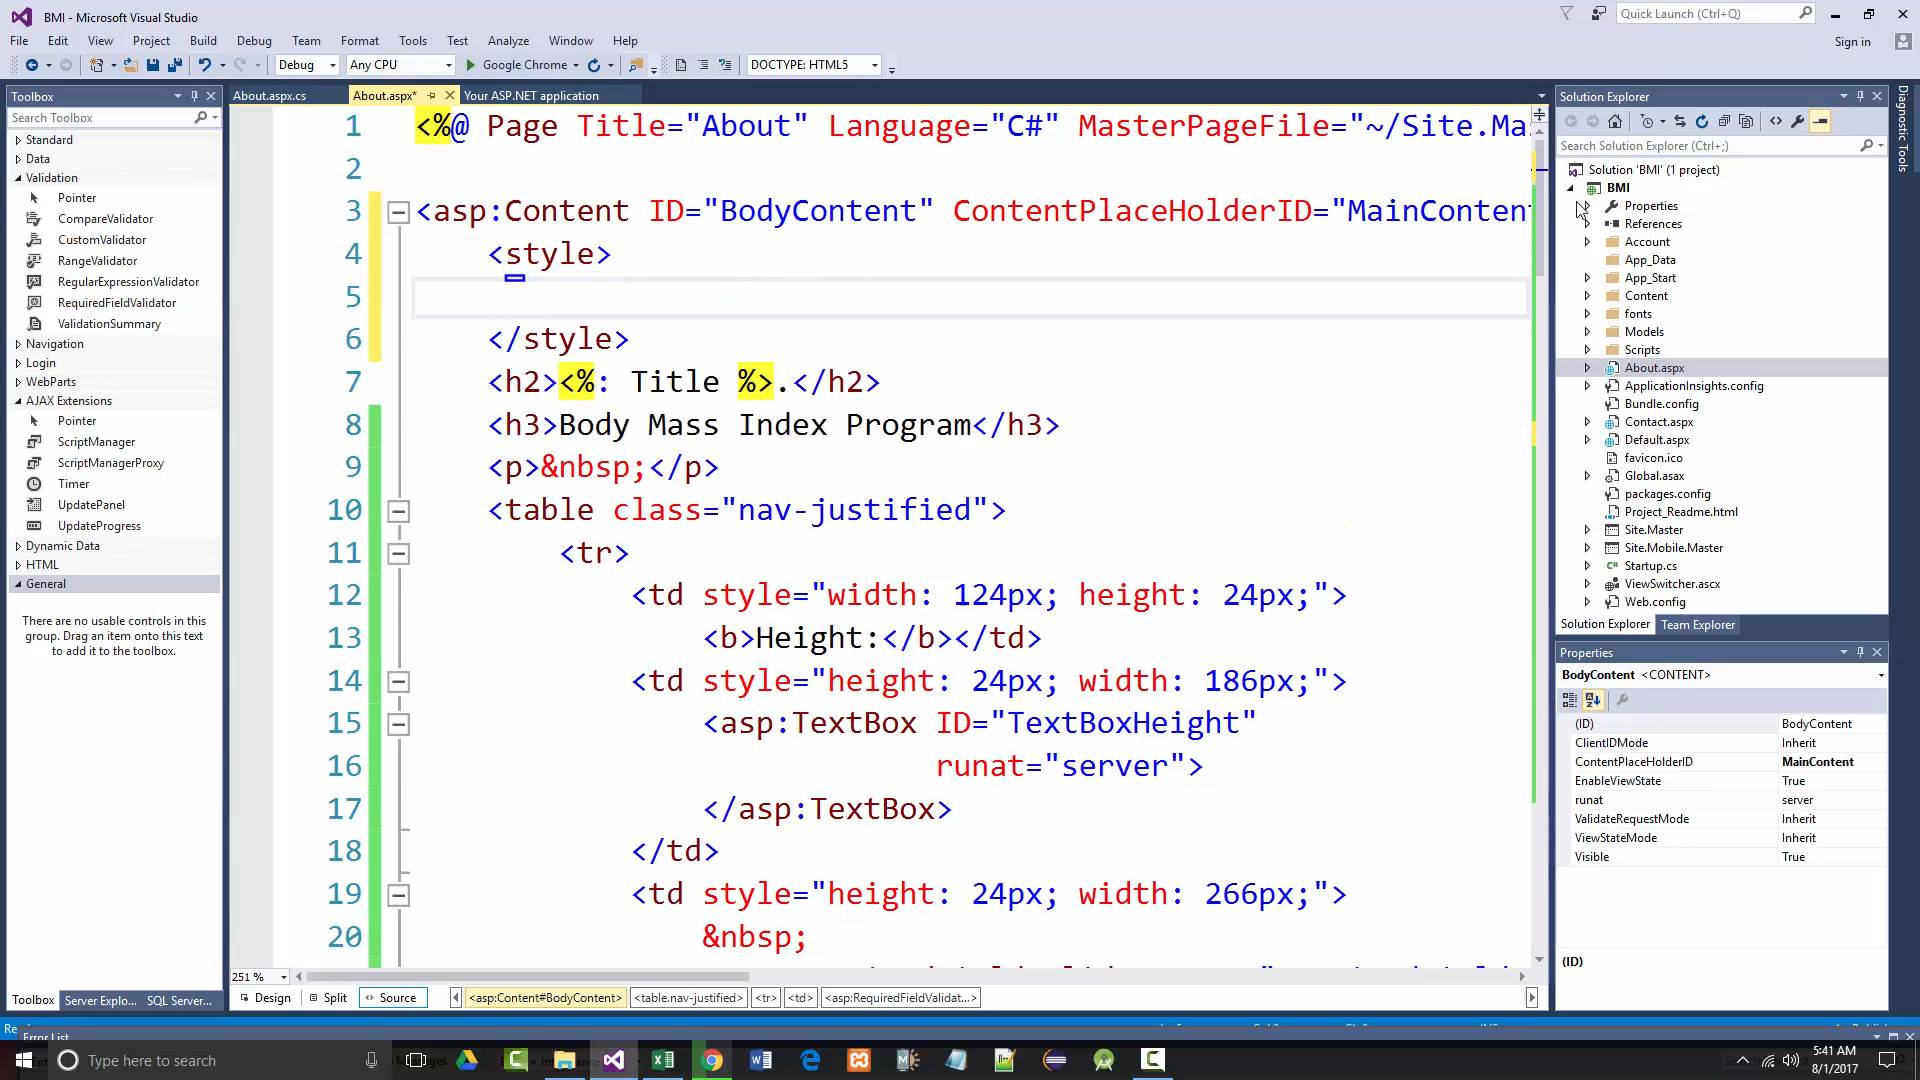 BMI - Microsoft Visual Studio
Quick Launch (Ctrl+Q)
File Edit View Project Build Debug Team Format Tools Test Analyze Window Help
Sign in
Debug Any CPU Google Chrome DOCTYPE: HTML5
Toolbox
Search Toolbox
Standard
Data
Validation
Pointer
CompareValidator
CustomValidator
RangeValidator
RegularExpressionValidator
RequiredFieldValidator
ValidationSummary
Navigation
Login
WebParts
AJAX Extensions
Pointer
ScriptManager
ScriptManagerProxy
Timer
UpdatePanel
UpdateProgress
Dynamic Data
HTML
General
There are no usable controls in this
group. Drag an item onto this text
to add it to the toolbox.
Toolbox Server Explo... SQL Server...
About.aspx.cs About.aspx* Your ASP.NET application
1 <%@ Page Title="About" Language="C#" MasterPageFile="~/Site.Ma
2
3 <asp:Content ID="BodyContent" ContentPlaceHolderID="MainConten
4 <style>
5
6 </style>
7 <h2><%: Title %>.</h2>
8 <h3>Body Mass Index Program</h3>
9 <p>&nbsp;</p>
10 <table class="nav-justified">
11 <tr>
12 <td style="width: 124px; height: 24px;">
13 <b>Height:</b></td>
14 <td style="height: 24px; width: 186px;">
15 <asp:TextBox ID="TextBoxHeight"
16 runat="server">
17 </asp:TextBox>
18 </td>
19 <td style="height: 24px; width: 266px;">
20 &nbsp;
251 %
Design Split Source <asp:Content#BodyContent> <table.nav-justified> <tr> <td> <asp:RequiredFieldValidat...>
Solution Explorer
Search Solution Explorer (Ctrl+;)
Solution 'BMI' (1 project)
BMI
Properties
References
Account
App_Data
App_Start
Content
fonts
Models
Scripts
About.aspx
ApplicationInsights.config
Bundle.config
Contact.aspx
Default.aspx
favicon.ico
Global.asax
packages.config
Project_Readme.html
Site.Master
Site.Mobile.Master
Startup.cs
ViewSwitcher.ascx
Web.config
Solution Explorer Team Explorer
Properties
BodyContent <CONTENT>
(ID) BodyContent
ClientIDMode Inherit
ContentPlaceHolderID MainContent
EnableViewState True
runat server
ValidateRequestMode Inherit
ViewStateMode Inherit
Visible True
(ID)
Diagnostic Tools
Error List
Type here to search
5:41 AM
8/1/2017